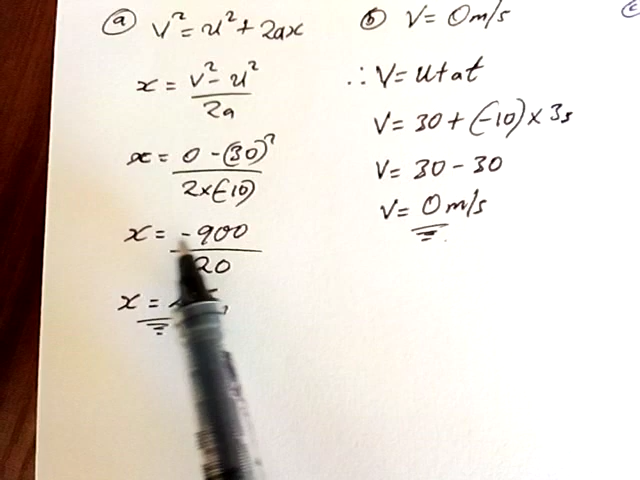 ⓐ v² = u² + 2ax
x = v² - u² / 2a
x = 0 - (30)² / 2×(-10)
x = -900 / 20
x =
ⓑ V = 0 m/s
∴ V = u + at
V = 30 + (-10) × 3s
V = 30 - 30
V = 0 m/s
ⓒ